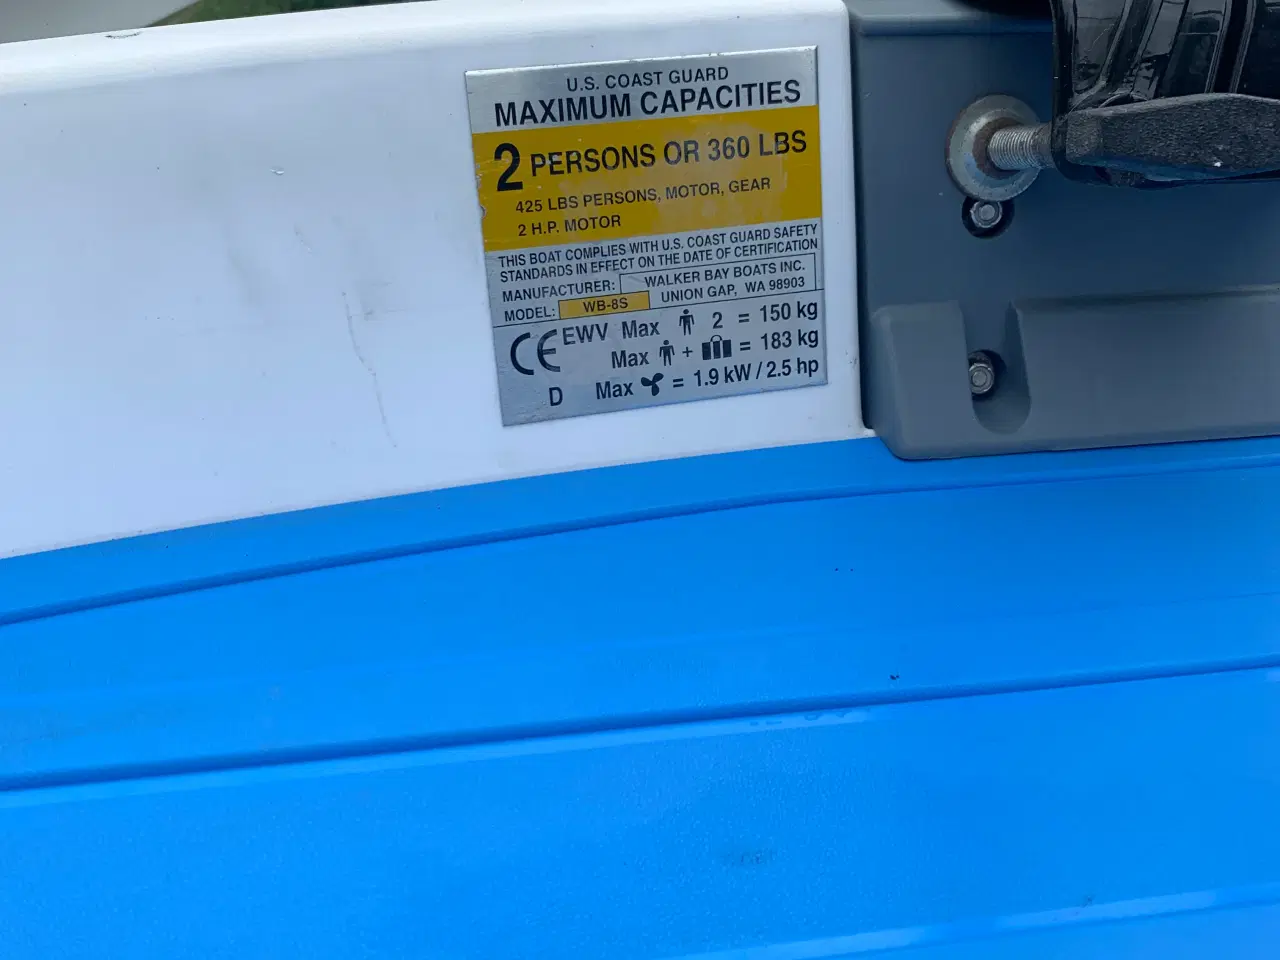 U.S. COAST GUARD
MAXIMUM CAPACITIES
2 PERSONS OR 360 LBS
425 LBS PERSONS, MOTOR, GEAR
2 H.P. MOTOR
THIS BOAT COMPLIES WITH U.S. COAST GUARD SAFETY
STANDARDS IN EFFECT ON THE DATE OF CERTIFICATION
MANUFACTURER: WALKER BAY BOATS INC.
MODEL: WB-8S UNION GAP, WA 98903
CE EWV Max 2 = 150 kg
Max + = 183 kg
D Max = 1.9 kW / 2.5 hp